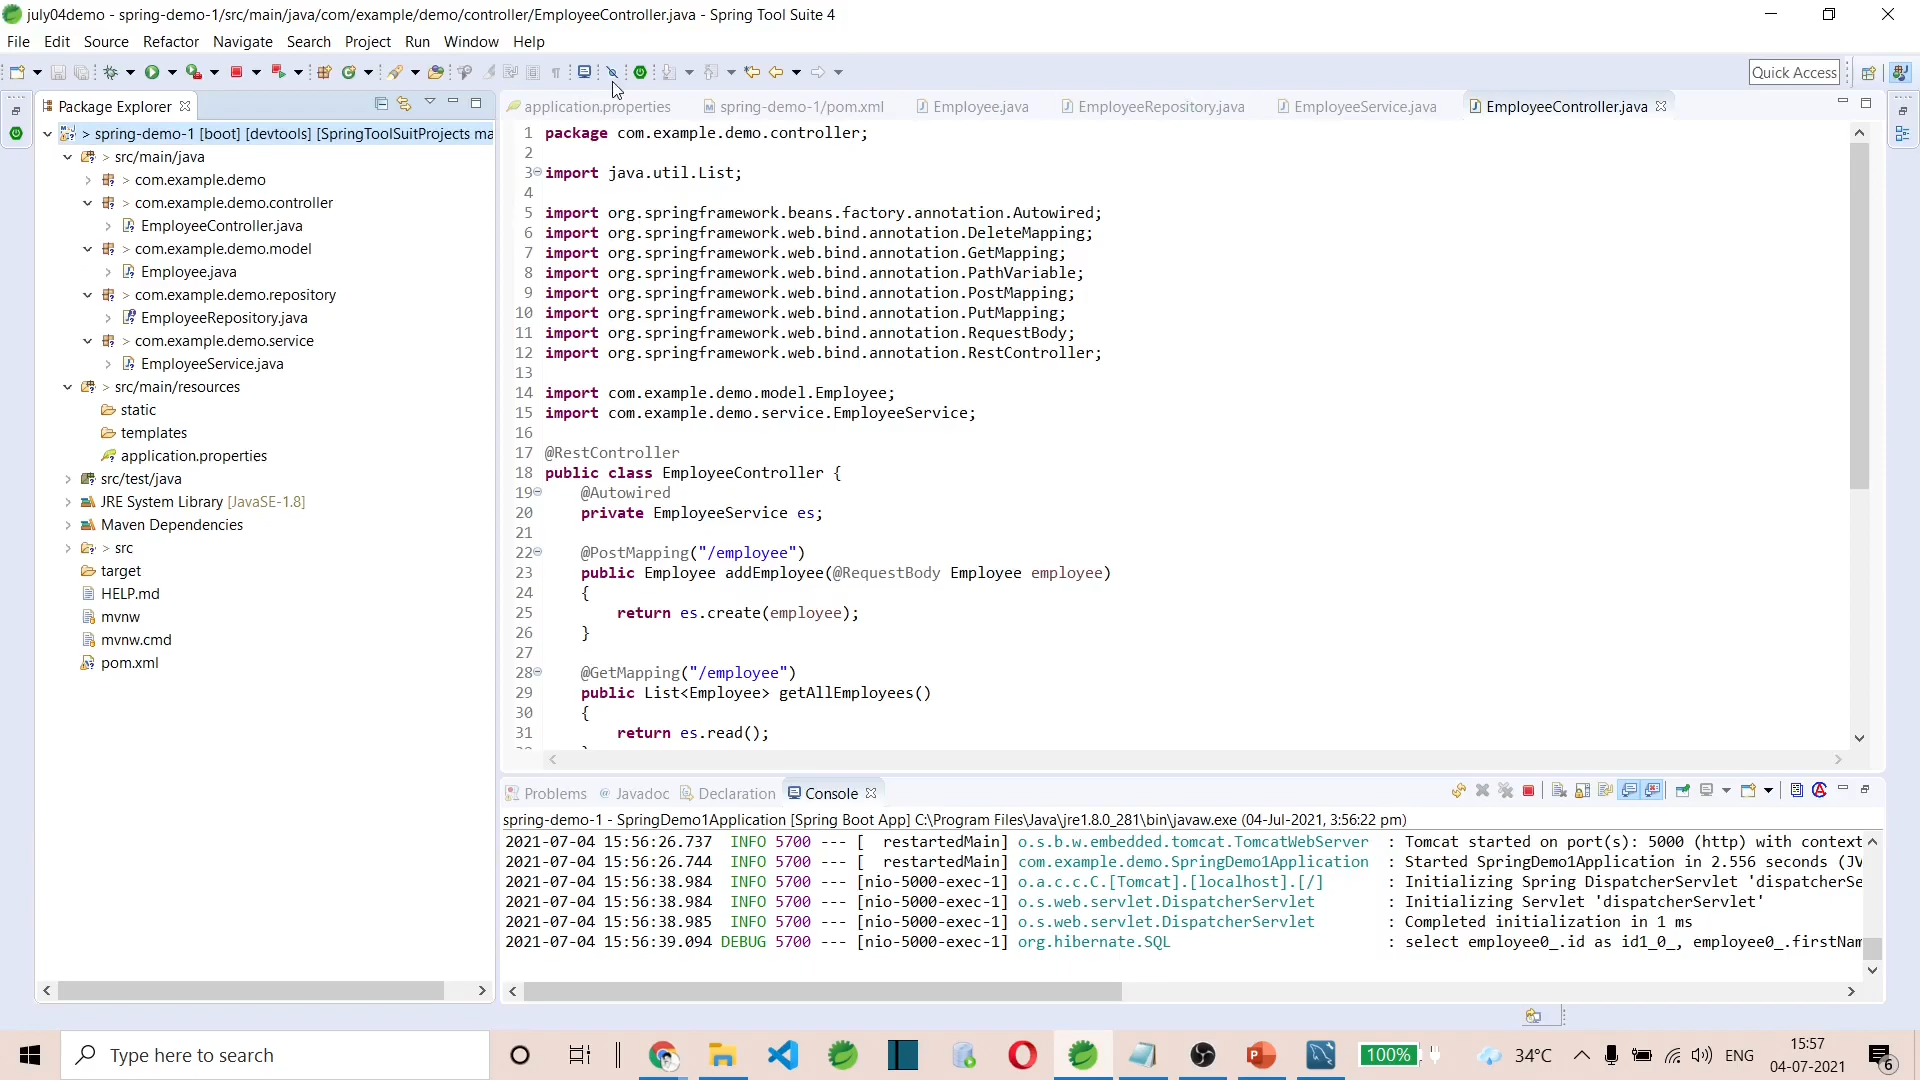 july04demo - spring-demo-1/src/main/java/com/example/demo/controller/EmployeeController.java - Spring Tool Suite 4
File Edit Source Refactor Navigate Search Project Run Window Help
Quick Access
Package Explorer
application.properties spring-demo-1/pom.xml Employee.java EmployeeRepository.java EmployeeService.java EmployeeController.java
> spring-demo-1 [boot] [devtools] [SpringToolSuitProjects ma
> src/main/java
> com.example.demo
> com.example.demo.controller
EmployeeController.java
> com.example.demo.model
Employee.java
> com.example.demo.repository
EmployeeRepository.java
> com.example.demo.service
EmployeeService.java
> src/main/resources
static
templates
application.properties
src/test/java
JRE System Library [JavaSE-1.8]
Maven Dependencies
> src
target
HELP.md
mvnw
mvnw.cmd
pom.xml
1 package com.example.demo.controller;
2
3 import java.util.List;
4
5 import org.springframework.beans.factory.annotation.Autowired;
6 import org.springframework.web.bind.annotation.DeleteMapping;
7 import org.springframework.web.bind.annotation.GetMapping;
8 import org.springframework.web.bind.annotation.PathVariable;
9 import org.springframework.web.bind.annotation.PostMapping;
10 import org.springframework.web.bind.annotation.PutMapping;
11 import org.springframework.web.bind.annotation.RequestBody;
12 import org.springframework.web.bind.annotation.RestController;
13
14 import com.example.demo.model.Employee;
15 import com.example.demo.service.EmployeeService;
16
17 @RestController
18 public class EmployeeController {
19 @Autowired
20 private EmployeeService es;
21
22 @PostMapping("/employee")
23 public Employee addEmployee(@RequestBody Employee employee)
24 {
25 return es.create(employee);
26 }
27
28 @GetMapping("/employee")
29 public List<Employee> getAllEmployees()
30 {
31 return es.read();
Problems @ Javadoc Declaration Console
spring-demo-1 - SpringDemo1Application [Spring Boot App] C:\Program Files\Java\jre1.8.0_281\bin\javaw.exe (04-Jul-2021, 3:56:22 pm)
2021-07-04 15:56:26.737 INFO 5700 --- [ restartedMain] o.s.b.w.embedded.tomcat.TomcatWebServer : Tomcat started on port(s): 5000 (http) with context
2021-07-04 15:56:26.744 INFO 5700 --- [ restartedMain] com.example.demo.SpringDemo1Application : Started SpringDemo1Application in 2.556 seconds (JV
2021-07-04 15:56:38.984 INFO 5700 --- [nio-5000-exec-1] o.a.c.c.C.[Tomcat].[localhost].[/] : Initializing Spring DispatcherServlet 'dispatcherSe
2021-07-04 15:56:38.984 INFO 5700 --- [nio-5000-exec-1] o.s.web.servlet.DispatcherServlet : Initializing Servlet 'dispatcherServlet'
2021-07-04 15:56:38.985 INFO 5700 --- [nio-5000-exec-1] o.s.web.servlet.DispatcherServlet : Completed initialization in 1 ms
2021-07-04 15:56:39.094 DEBUG 5700 --- [nio-5000-exec-1] org.hibernate.SQL : select employee0_.id as id1_0_, employee0_.firstNam
Type here to search
100%
34°C
ENG
15:57
04-07-2021
6